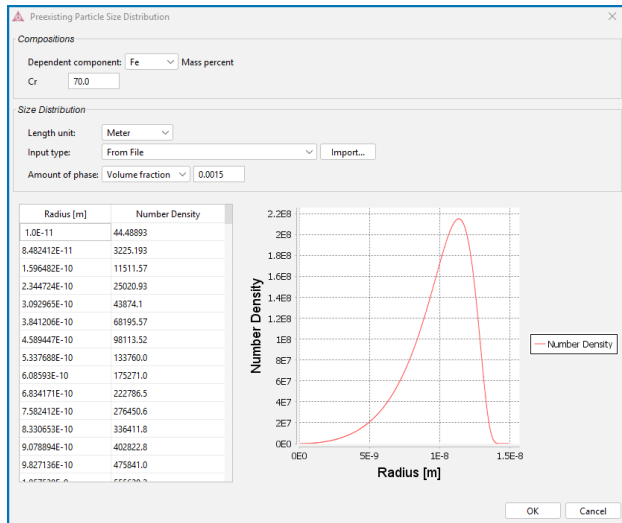 Preexisting Particle Size Distribution
Compositions
Dependent component: Fe Mass percent
Cr 70.0
Size Distribution
Length unit: Meter
Input type: From File Import...
Amount of phase: Volume fraction 0.0015
Radius [m] Number Density
1.0E-11 44.48893
8.482412E-11 3225.193
1.596482E-10 11511.57
2.344724E-10 25020.93
3.092965E-10 43874.1
3.841206E-10 68195.57
4.589447E-10 98113.52
5.337688E-10 133760.0
6.08593E-10 175271.0
6.834171E-10 222786.5
7.582412E-10 276450.6
8.330653E-10 336411.8
9.078894E-10 402822.8
9.827136E-10 475841.0
2.2E8
2E8
1.8E8
1.6E8
1.4E8
1.2E8
1E8
8E7
6E7
4E7
2E7
0E0
Number Density
0E0 5E-9 1E-8 1.5E-8
Radius [m]
Number Density
OK Cancel